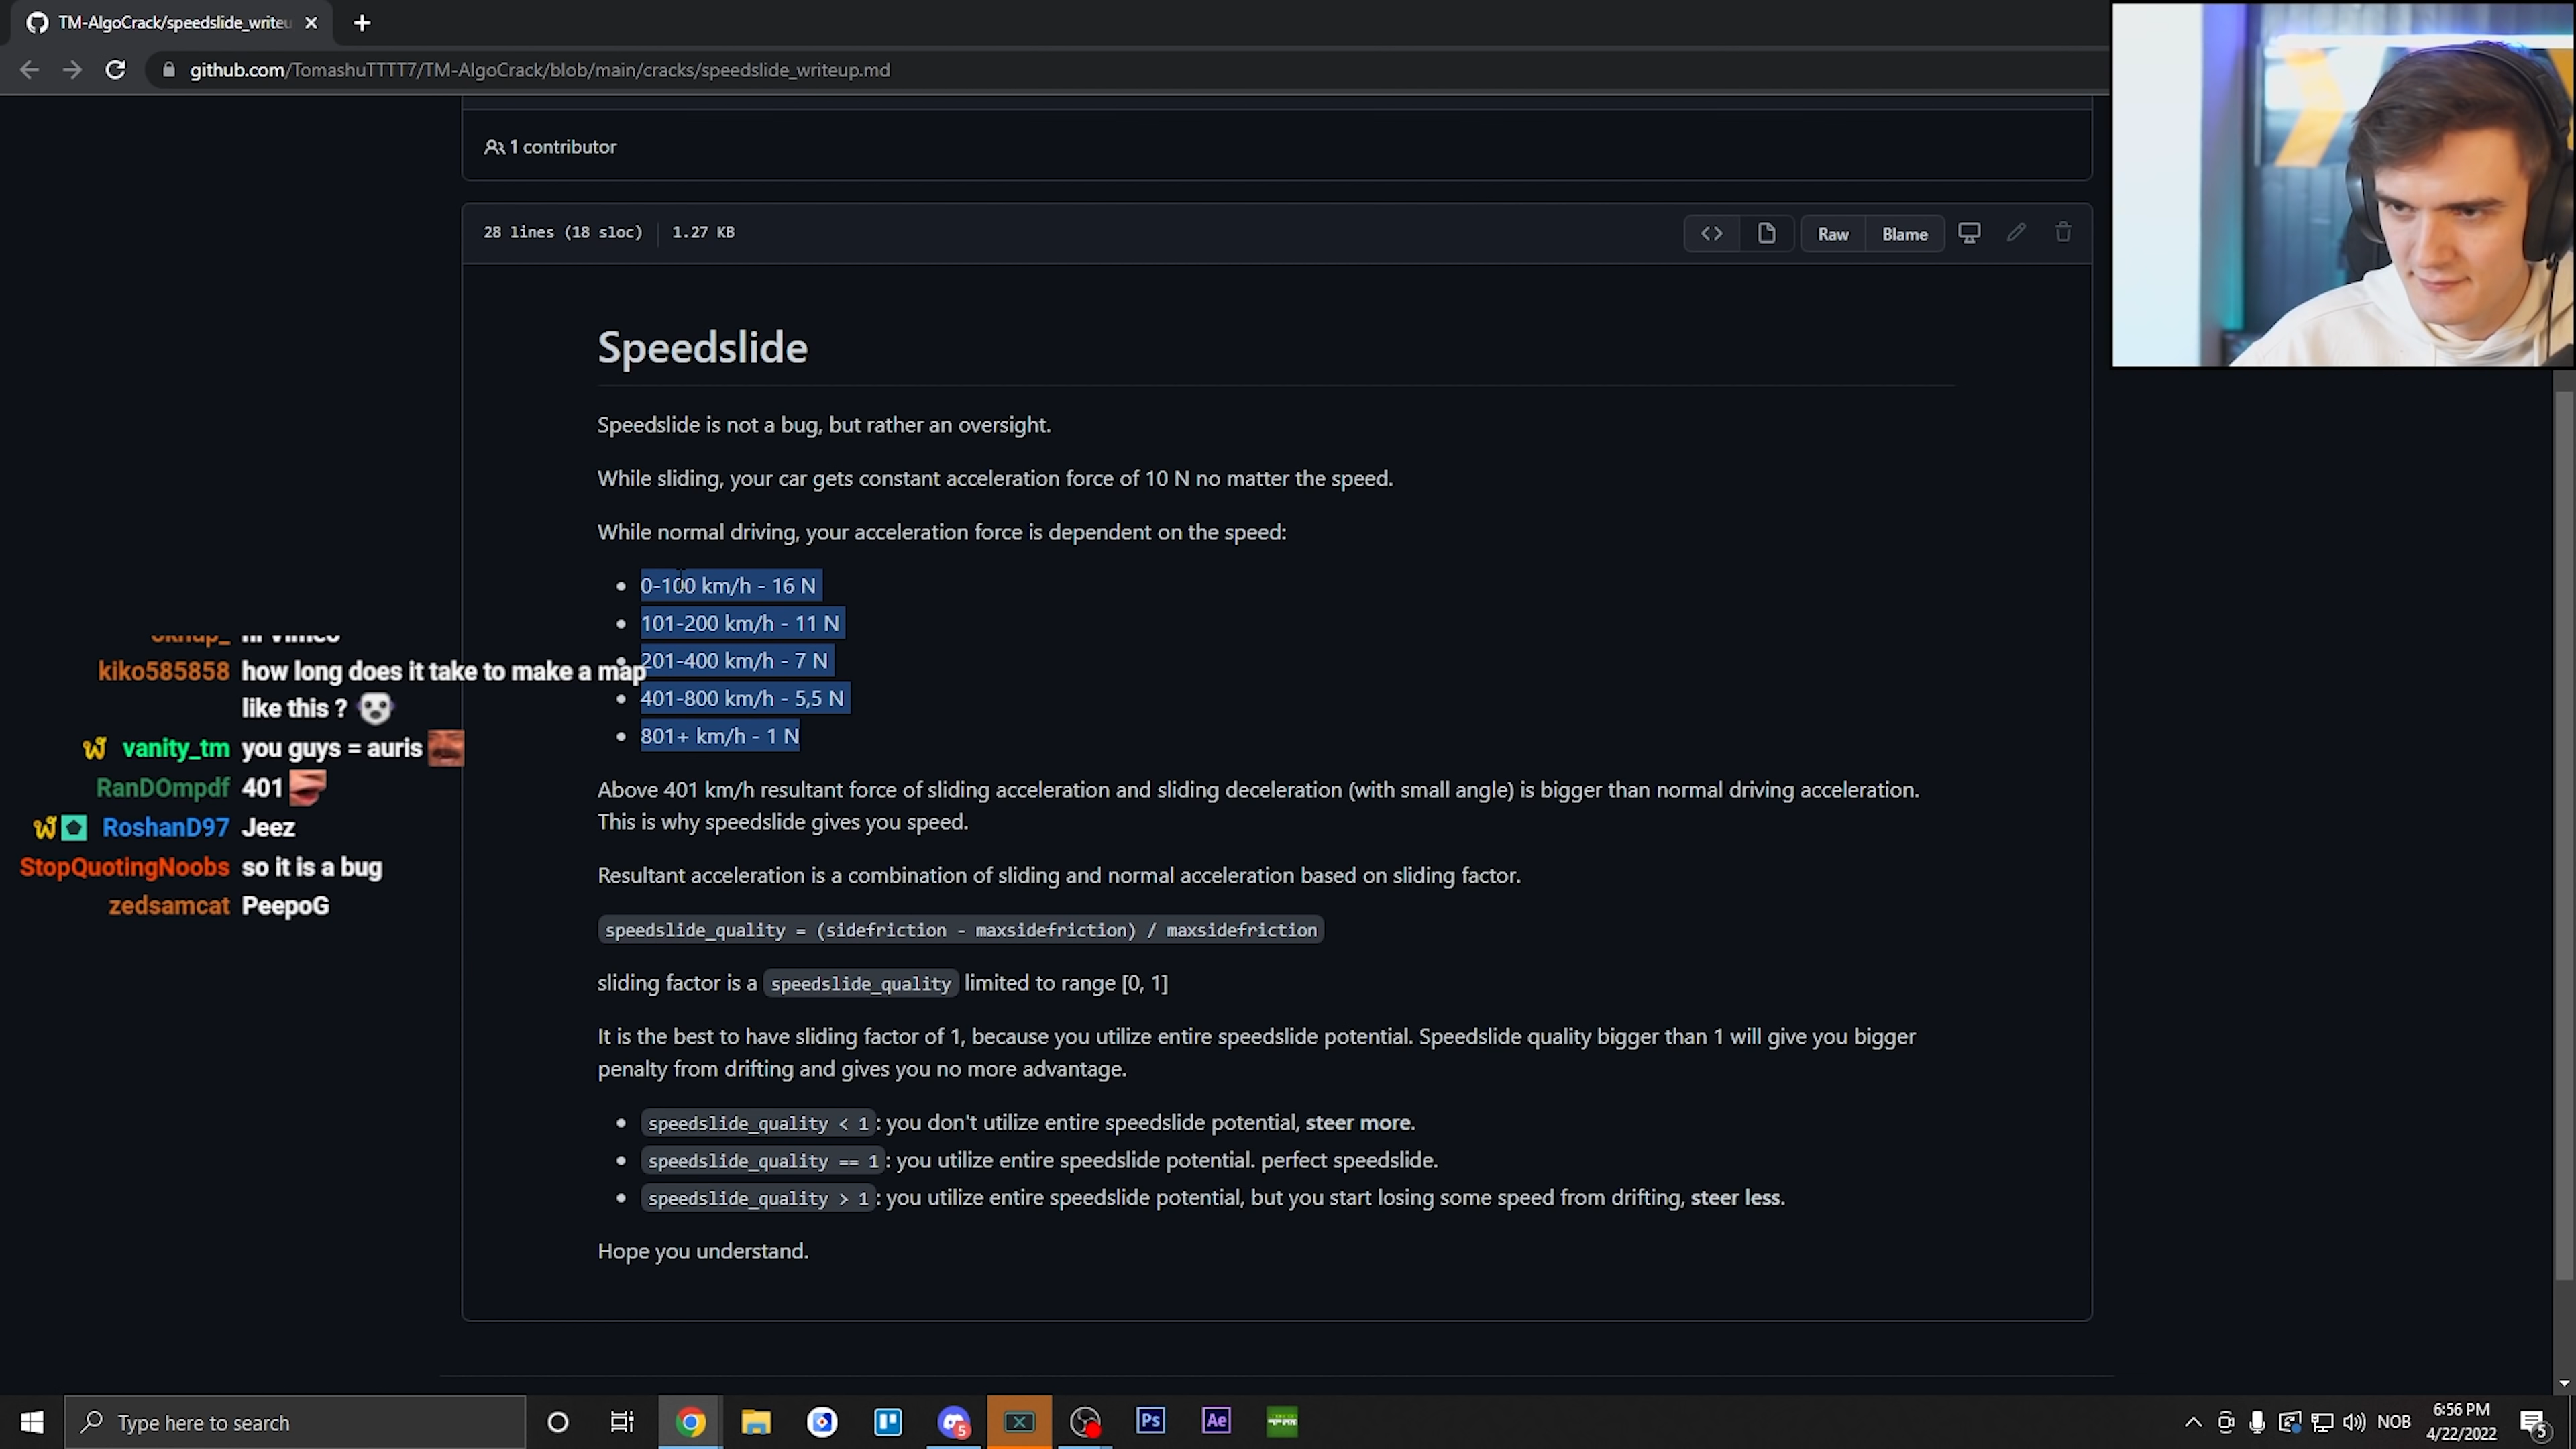 TM-AlgoCrack/speedslide_writeu
github.com/TomashuTTTT7/TM-AlgoCrack/blob/main/cracks/speedslide_writeup.md
1 contributor
28 lines (18 sloc) 1.27 KB
Raw Blame
Speedslide
Speedslide is not a bug, but rather an oversight.
While sliding, your car gets constant acceleration force of 10 N no matter the speed.
While normal driving, your acceleration force is dependent on the speed:
0-100 km/h - 16 N
101-200 km/h - 11 N
201-400 km/h - 7 N
401-800 km/h - 5,5 N
801+ km/h - 1 N
Above 401 km/h resultant force of sliding acceleration and sliding deceleration (with small angle) is bigger than normal driving acceleration.
This is why speedslide gives you speed.
Resultant acceleration is a combination of sliding and normal acceleration based on sliding factor.
speedslide_quality = (sidefriction - maxsidefriction) / maxsidefriction
sliding factor is a speedslide_quality limited to range [0, 1]
It is the best to have sliding factor of 1, because you utilize entire speedslide potential. Speedslide quality bigger than 1 will give you bigger
penalty from drifting and gives you no more advantage.
speedslide_quality < 1: you don't utilize entire speedslide potential, steer more.
speedslide_quality == 1: you utilize entire speedslide potential. perfect speedslide.
speedslide_quality > 1: you utilize entire speedslide potential, but you start losing some speed from drifting, steer less.
Hope you understand.
kiko585858 how long does it take to make a map
like this ?
vanity_tm you guys = auris
RanDOmpdf 401
RoshanD97 Jeez
StopQuotingNoobs so it is a bug
zedsamcat PeepoG
Type here to search
5
Ps
Ae
NOB
6:56 PM
4/22/2022
5